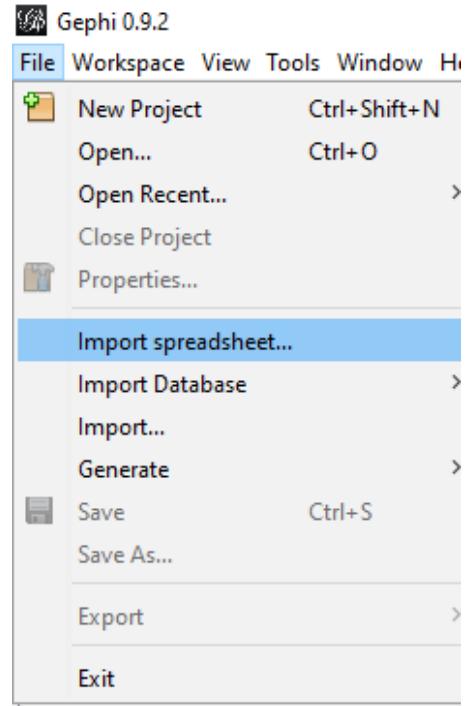 Gephi 0.9.2
File Workspace View Tools Window
New Project Ctrl+Shift+N
Open... Ctrl+O
Open Recent...
Close Project
Properties...
Import spreadsheet...
Import Database
Import...
Generate
Save Ctrl+S
Save As...
Export
Exit